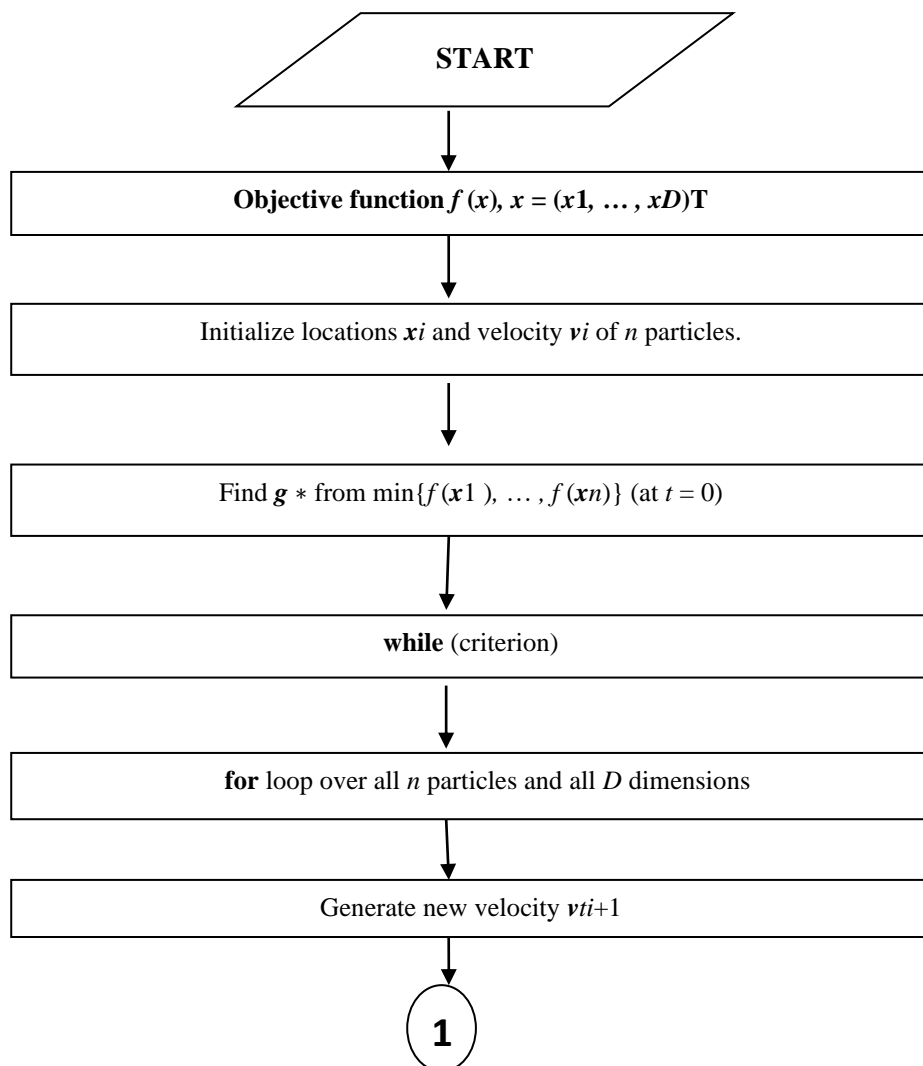 START
Objective function f (x), x = (x1, … , xD)T
Initialize locations xi and velocity vi of n particles.
Find g ∗ from min{f (x1 ), … , f (xn)} (at t = 0)
while (criterion)
for loop over all n particles and all D dimensions
Generate new velocity vti+1
1